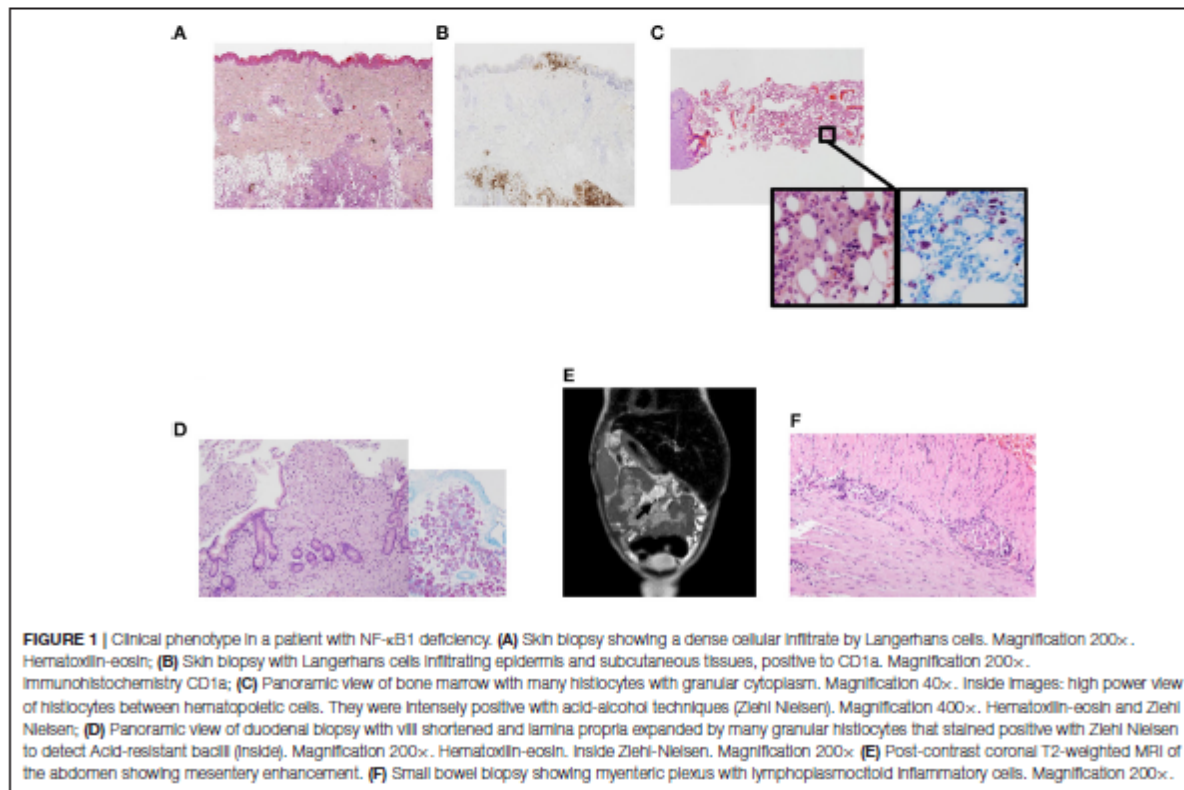 A
B
C
D
E
F
FIGURE 1 | Clinical phenotype in a patient with NF-κB1 deficiency. (A) Skin biopsy showing a dense cellular infiltrate by Langerhans cells. Magnification 200×.
Hematoxilin-eosin; (B) Skin biopsy with Langerhans cells infiltrating epidermis and subcutaneous tissues, positive to CD1a. Magnification 200×.
Immunohistochemistry CD1a; (C) Panoramic view of bone marrow with many histiocytes with granular cytoplasm. Magnification 40×. Inside images: high power view
of histiocytes between hematopoietic cells. They were intensely positive with acid-alcohol techniques (Ziehl Nielsen). Magnification 400×. Hematoxilin-eosin and Ziehl
Nielsen; (D) Panoramic view of duodenal biopsy with villi shortened and lamina propria expanded by many granular histiocytes that stained positive with Ziehl Nielsen
to detect Acid-resistant bacilli (inside). Magnification 200×. Hematoxilin-eosin. Inside Ziehl-Nielsen. Magnification 200× (E) Post-contrast coronal T2-weighted MRI of
the abdomen showing mesentery enhancement. (F) Small bowel biopsy showing myenteric plexus with lymphoplasmocitoid inflammatory cells. Magnification 200×.